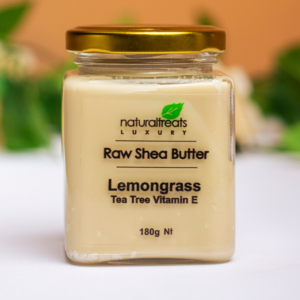 naturaltreats
LUXURY
Raw Shea Butter
Lemongrass
Tea Tree Vitamin E
180g Nt